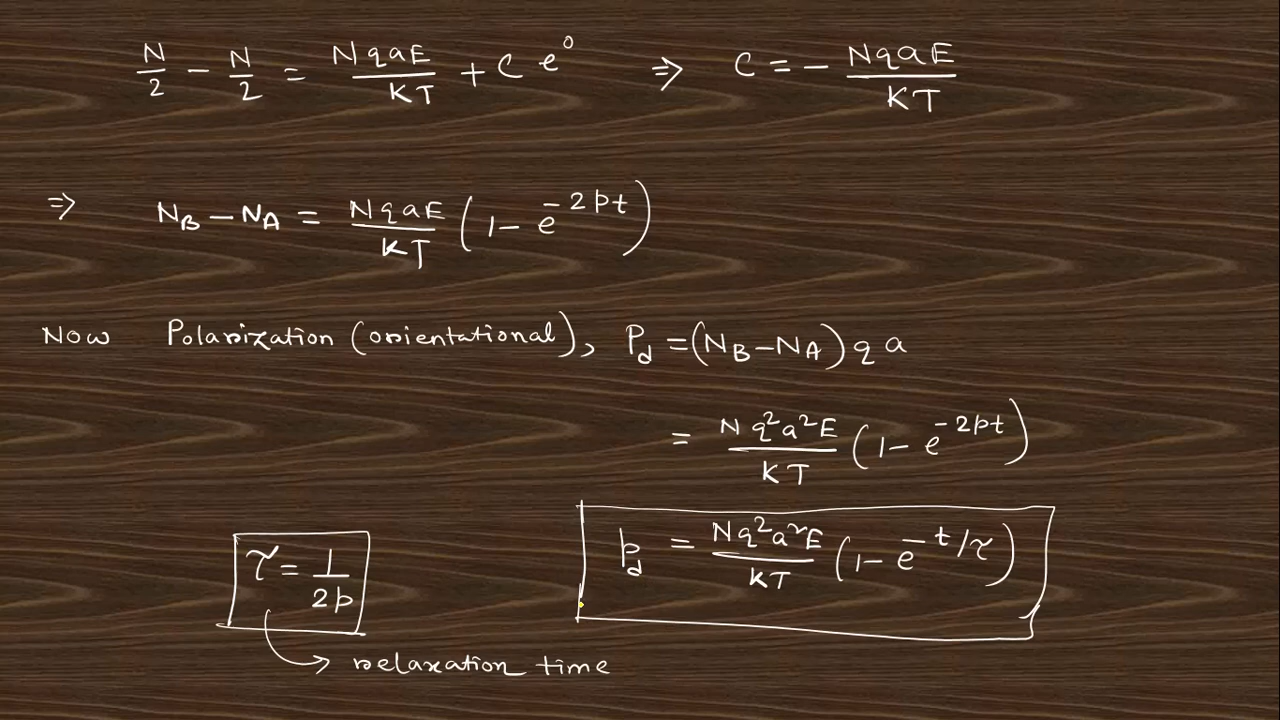 N/2 − N/2 = NqaE/KT + C e⁰ ⇒ C = − NqaE/KT
⇒ N_B − N_A = NqaE/KT (1 − e^{−2pt})
Now Polarization (orientational), P_d = (N_B − N_A) q a
= Nq²a²E/KT (1 − e^{−2pt})
p_d = Nq²a²E/KT (1 − e^{−t/τ})
τ = 1/2p
→ relaxation time